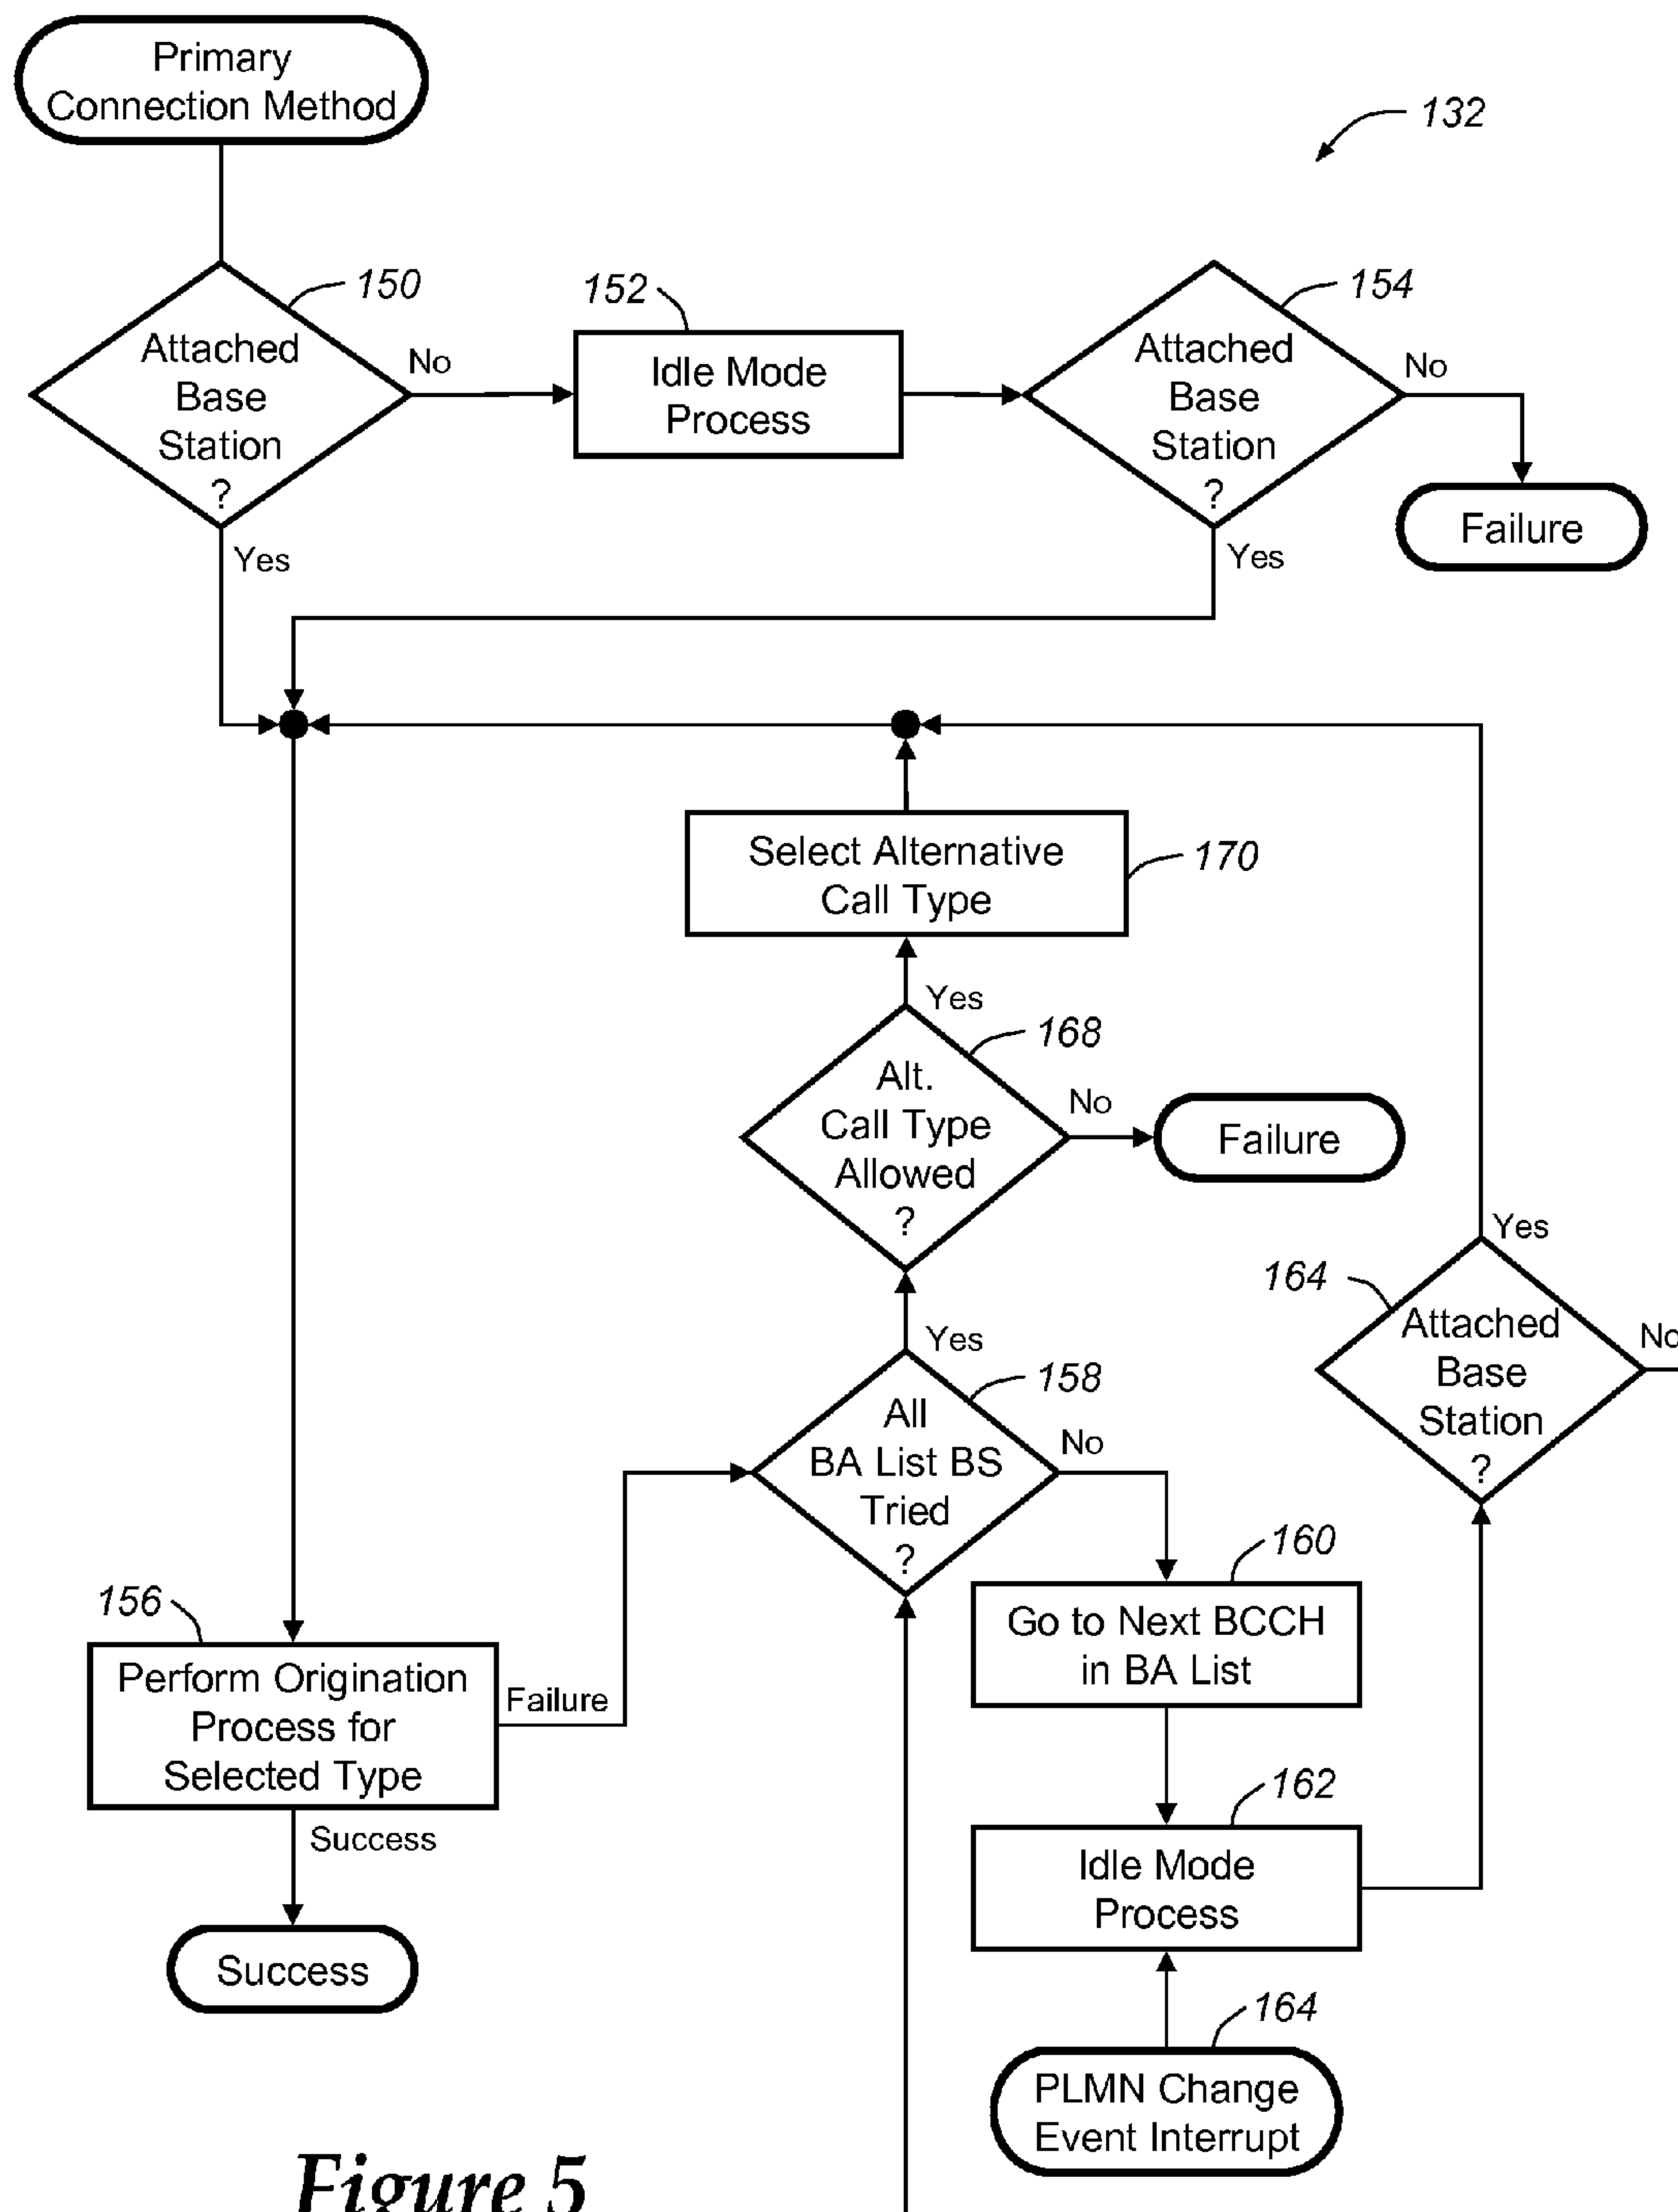 Primary
Connection Method
132
150
Attached
Base
Station
?
No
Yes
152
Idle Mode
Process
154
Attached
Base
Station
?
No
Yes
Failure
Select Alternative
Call Type
170
Yes
168
Alt.
Call Type
Allowed
?
No
Failure
Yes
164
Attached
Base
Station
?
No
Yes
158
All
BA List BS
Tried
?
No
160
Go to Next BCCH
in BA List
156
Perform Origination
Process for
Selected Type
Failure
Success
Success
162
Idle Mode
Process
164
PLMN Change
Event Interrupt
Figure 5